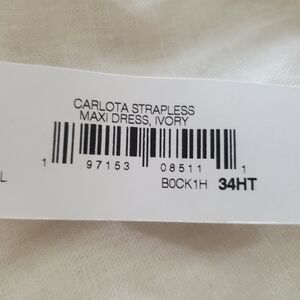 CARLOTA STRAPLESS
MAXI DRESS, IVORY
1 97153 08511 1
L
B0CK1H 34HT